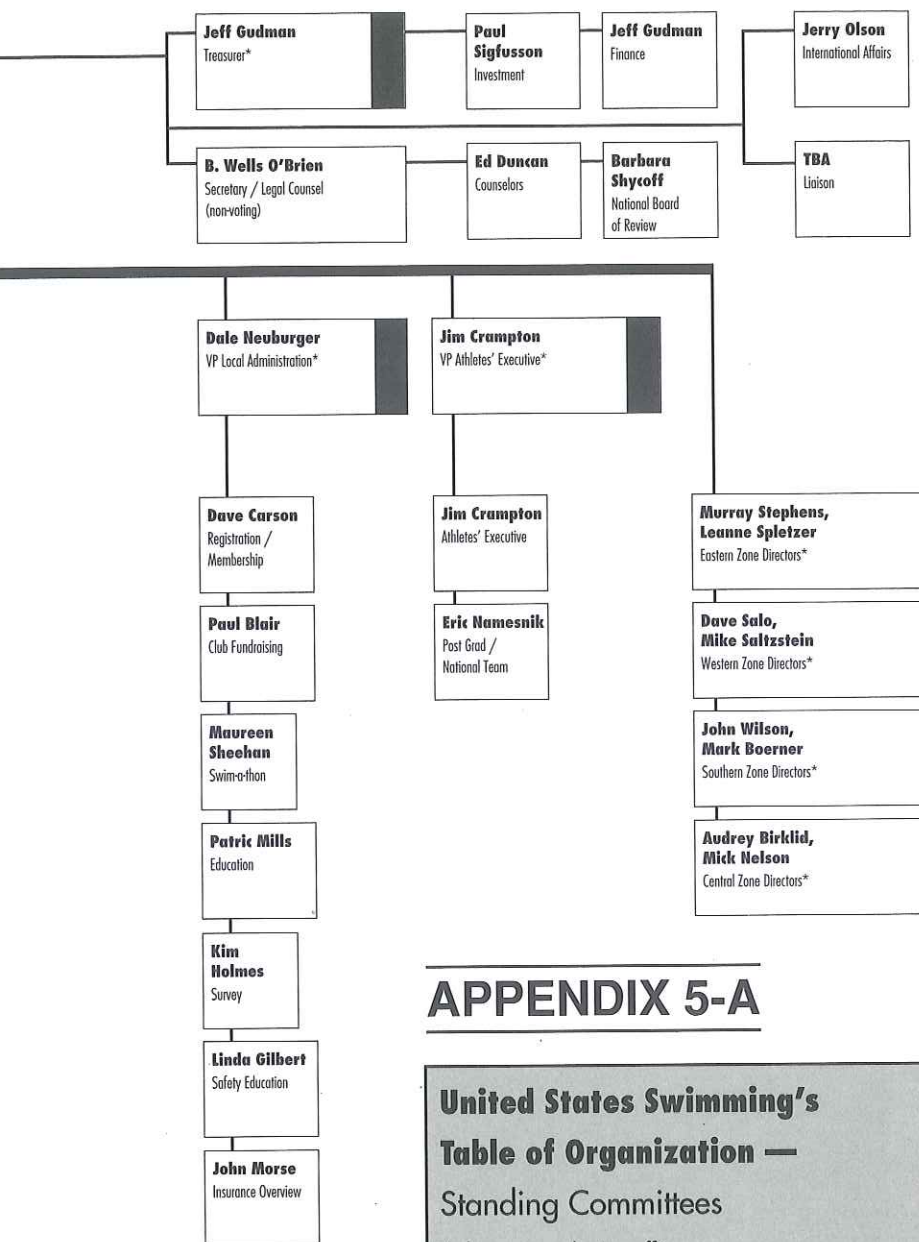 Jeff Gudman
Treasurer*
Paul
Sigfusson
Investment
Jeff Gudman
Finance
Jerry Olson
International Affairs
B. Wells O'Brien
Secretary / Legal Counsel
(non-voting)
Ed Duncan
Counselors
Barbara
Shycoff
National Board
of Review
TBA
Liaison
Dale Neuburger
VP Local Administration*
Jim Crampton
VP Athletes' Executive*
Dave Carson
Registration /
Membership
Paul Blair
Club Fundraising
Maureen
Sheehan
Swim-a-thon
Patric Mills
Education
Kim
Holmes
Survey
Linda Gilbert
Safety Education
John Morse
Insurance Overview
Jim Crampton
Athletes' Executive
Eric Namesnik
Post Grad /
National Team
Murray Stephens,
Leanne Spletzer
Eastern Zone Directors*
Dave Salo,
Mike Saltzstein
Western Zone Directors*
John Wilson,
Mark Boerner
Southern Zone Directors*
Audrey Birklid,
Mick Nelson
Central Zone Directors*
APPENDIX 5-A
United States Swimming's
Table of Organization —
Standing Committees